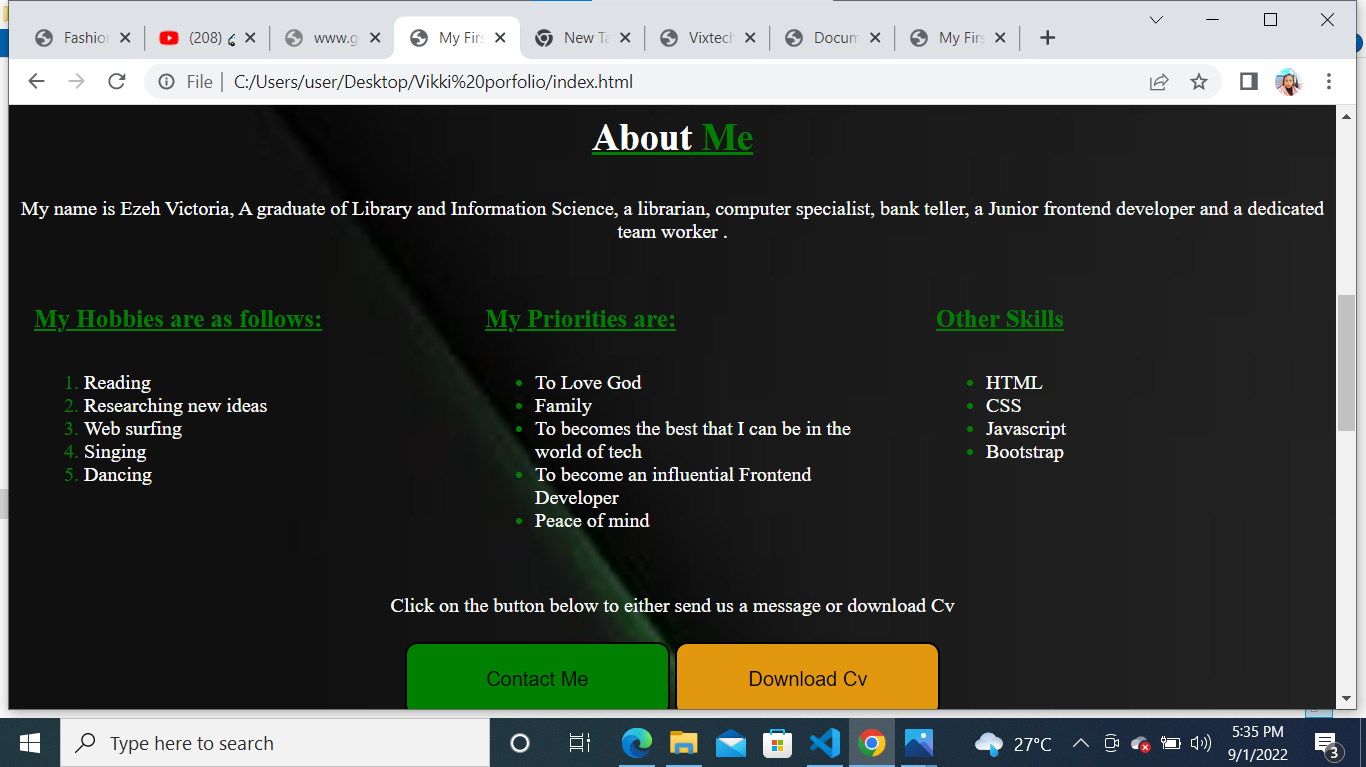 Fashion
(208)
www.g
My Firs
New Ta
Vixtech
Docum
My Firs
File | C:/Users/user/Desktop/Vikki%20porfolio/index.html
About Me
My name is Ezeh Victoria, A graduate of Library and Information Science, a librarian, computer specialist, bank teller, a Junior frontend developer and a dedicated
team worker .
My Hobbies are as follows:
1. Reading
2. Researching new ideas
3. Web surfing
4. Singing
5. Dancing
My Priorities are:
• To Love God
• Family
• To becomes the best that I can be in the
world of tech
• To become an influential Frontend
Developer
• Peace of mind
Other Skills
• HTML
• CSS
• Javascript
• Bootstrap
Click on the button below to either send us a message or download Cv
Contact Me
Download Cv
Type here to search
27°C
5:35 PM
9/1/2022
3